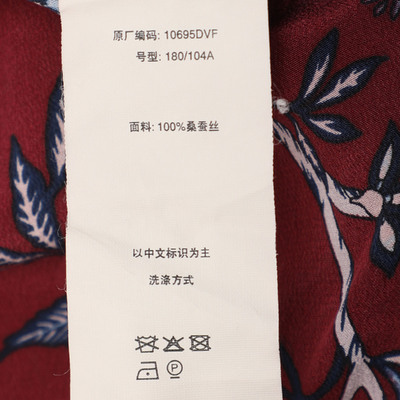 原厂编码: 10695DVF
号型: 180/104A
面料: 100%桑蚕丝
以中文标识为主
洗涤方式
P